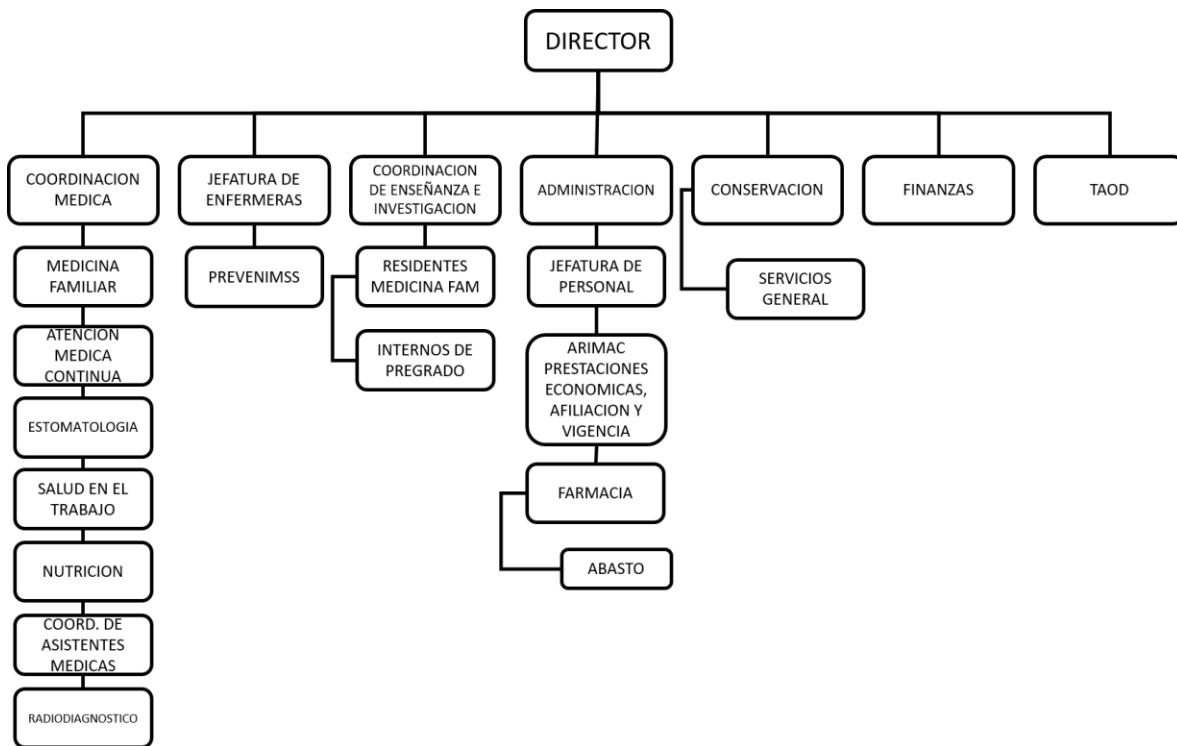 DIRECTOR
COORDINACION
MEDICA
JEFATURA DE
ENFERMERAS
COORDINACION
DE ENSEÑANZA E
INVESTIGACION
ADMINISTRACION
CONSERVACION
FINANZAS
TAOD
MEDICINA
FAMILIAR
PREVENIMSS
RESIDENTES
MEDICINA FAM
JEFATURA DE
PERSONAL
SERVICIOS
GENERAL
ATENCION
MEDICA
CONTINUA
INTERNOS DE
PREGRADO
ARIMAC
PRESTACIONES
ECONOMICAS,
AFILIACION Y
VIGENCIA
ESTOMATOLOGIA
SALUD EN EL
TRABAJO
FARMACIA
NUTRICION
ABASTO
COORD. DE
ASISTENTES
MEDICAS
RADIODIAGNOSTICO